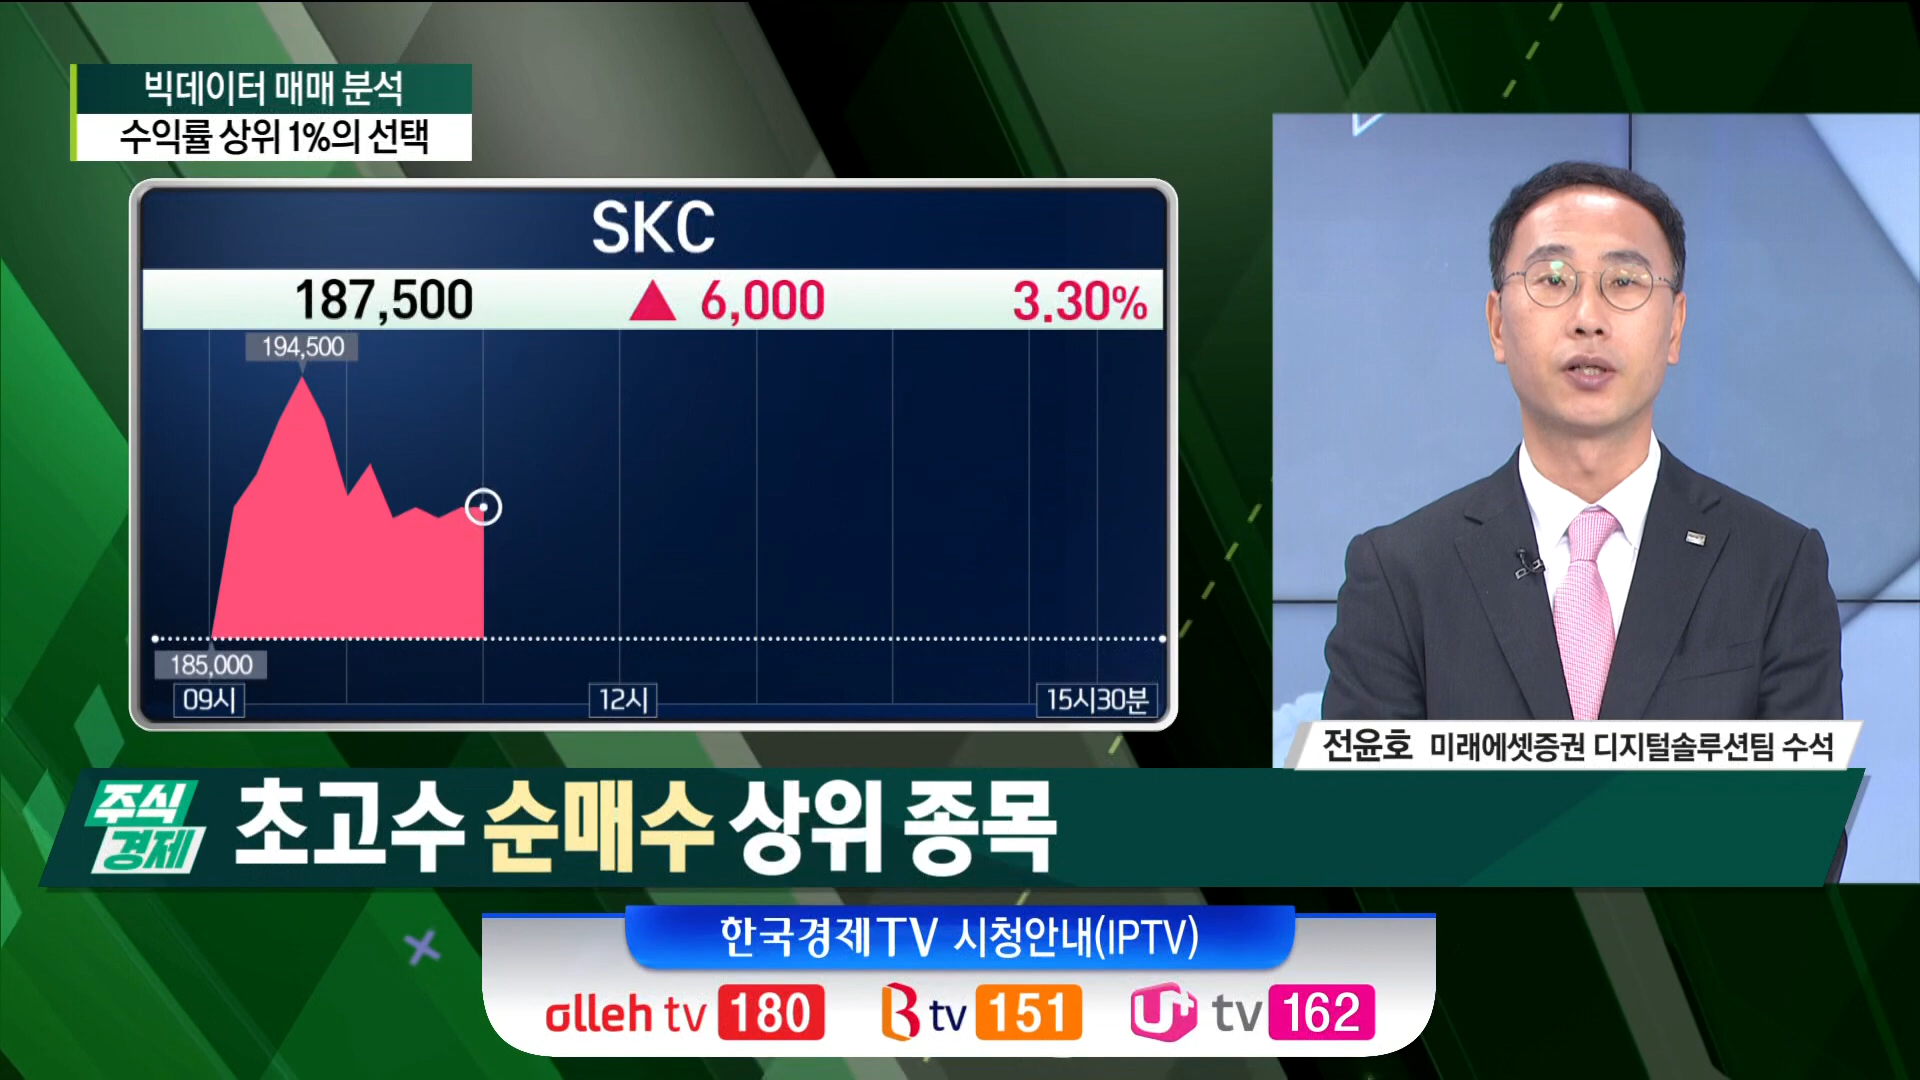 빅데이터 매매 분석
수익률 상위 1%의 선택
SKC
187,500 ▲ 6,000 3.30%
194,500
185,000
09시 12시 15시30분
전윤호 미래에셋증권 디지털솔루션팀 수석
주식
경제
초고수 순매수 상위 종목
한국경제TV 시청안내(IPTV)
olleh tv 180 B tv 151 U+ tv 162